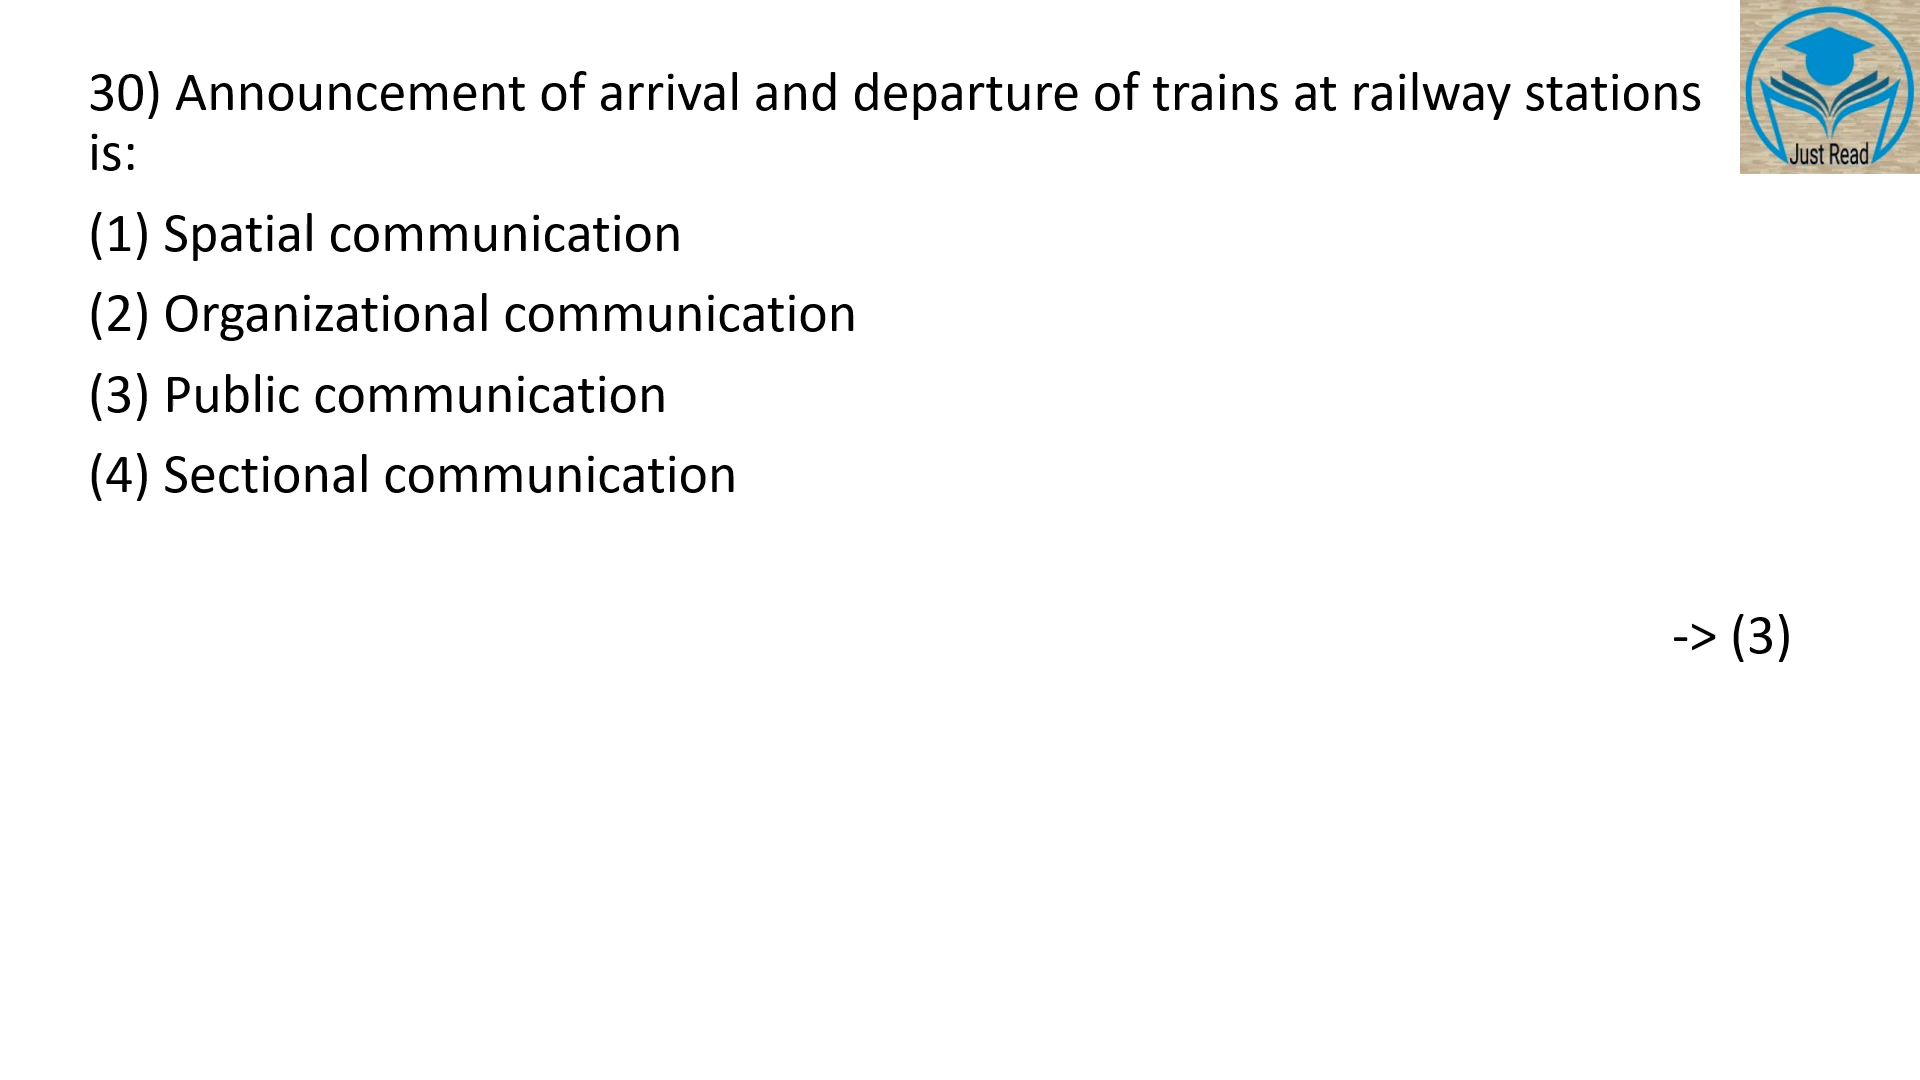 30) Announcement of arrival and departure of trains at railway stations
is:
(1) Spatial communication
(2) Organizational communication
(3) Public communication
(4) Sectional communication
-> (3)
Just Read